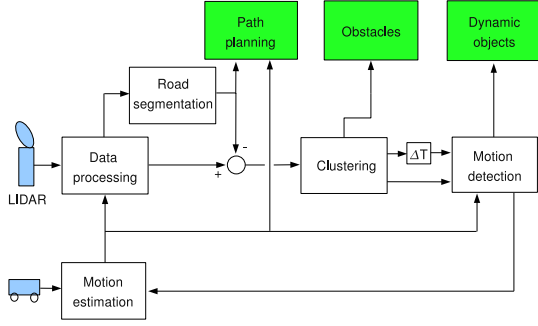 Path
planning
Obstacles
Dynamic
objects
Road
segmentation
-
Data
processing
+
Clustering
ΔT
Motion
detection
LIDAR
Motion
estimation